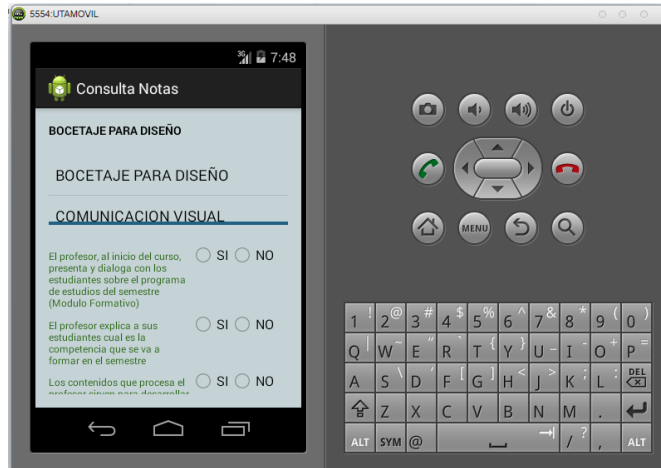 5554:UTAMOVIL
3G 7:48
Consulta Notas
BOCETAJE PARA DISEÑO
BOCETAJE PARA DISEÑO
COMUNICACION VISUAL
El profesor, al inicio del curso,
presenta y dialoga con los
estudiantes sobre el programa
de estudios del semestre
(Modulo Formativo)
SI NO
El profesor explica a sus
estudiantes cual es la
competencia que se va a
formar en el semestre
SI NO
Los contenidos que procesa el
profesor sirven para desarrollar
SI NO
MENU
1 ! 2 @ 3 # 4 $ 5 % 6 ^ 7 & 8 * 9 ( 0 )
Q | W ~ E " R ` T { Y } U _ I - O + P =
A S \ D ' F [ G ] H < J > K ; L : DEL
Z X C V B N M .
ALT SYM @ / ? , ALT